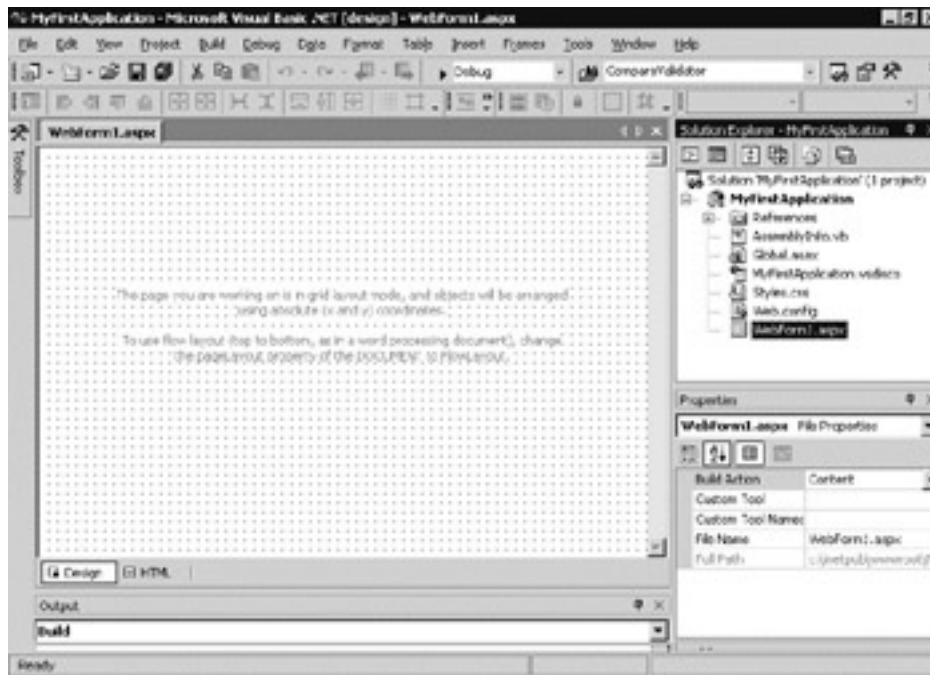 MyFirstApplication - Microsoft Visual Basic .NET [design] - WebForm1.aspx
File Edit View Project Build Debug Data Format Table Insert Frames Tools Window Help
Debug
CompareValidator
Toolbox
WebForm1.aspx
The page you are working on is in grid layout mode, and objects will be arranged
using absolute (x and y) coordinates.
To use flow layout (top to bottom, as in a word processing document), change
the pageLayout property of the DOCUMENT to FlowLayout.
Design HTML
Output
Build
Ready
Solution Explorer - MyFirstApplication
Solution 'MyFirstApplication' (1 project)
MyFirstApplication
References
AssemblyInfo.vb
Global.asax
MyFirstApplication.vsdisco
Styles.css
Web.config
WebForm1.aspx
Properties
WebForm1.aspx File Properties
Build Action Content
Custom Tool
Custom Tool Names
File Name WebForm1.aspx
Full Path